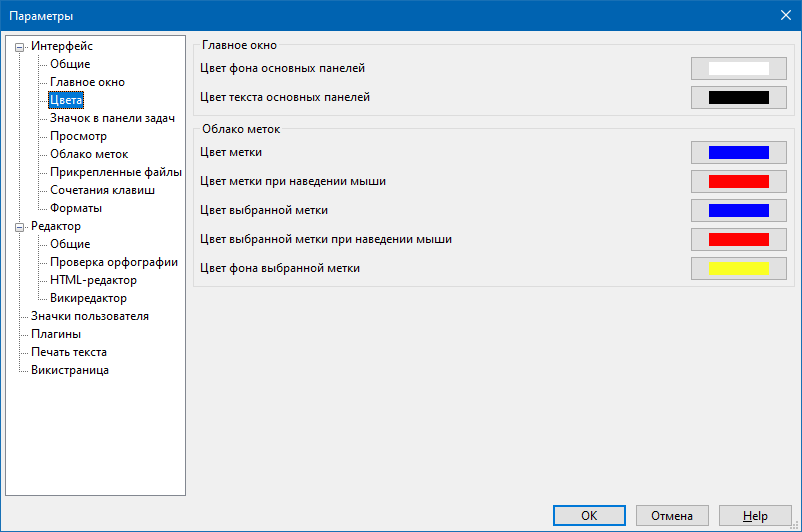 Параметры
Интерфейс
Общие
Главное окно
Цвета
Значок в панели задач
Просмотр
Облако меток
Прикрепленные файлы
Сочетания клавиш
Форматы
Редактор
Общие
Проверка орфографии
HTML-редактор
Викиредактор
Значки пользователя
Плагины
Печать текста
Викистраница
Главное окно
Цвет фона основных панелей
Цвет текста основных панелей
Облако меток
Цвет метки
Цвет метки при наведении мыши
Цвет выбранной метки
Цвет выбранной метки при наведении мыши
Цвет фона выбранной метки
OK
Отмена
Help